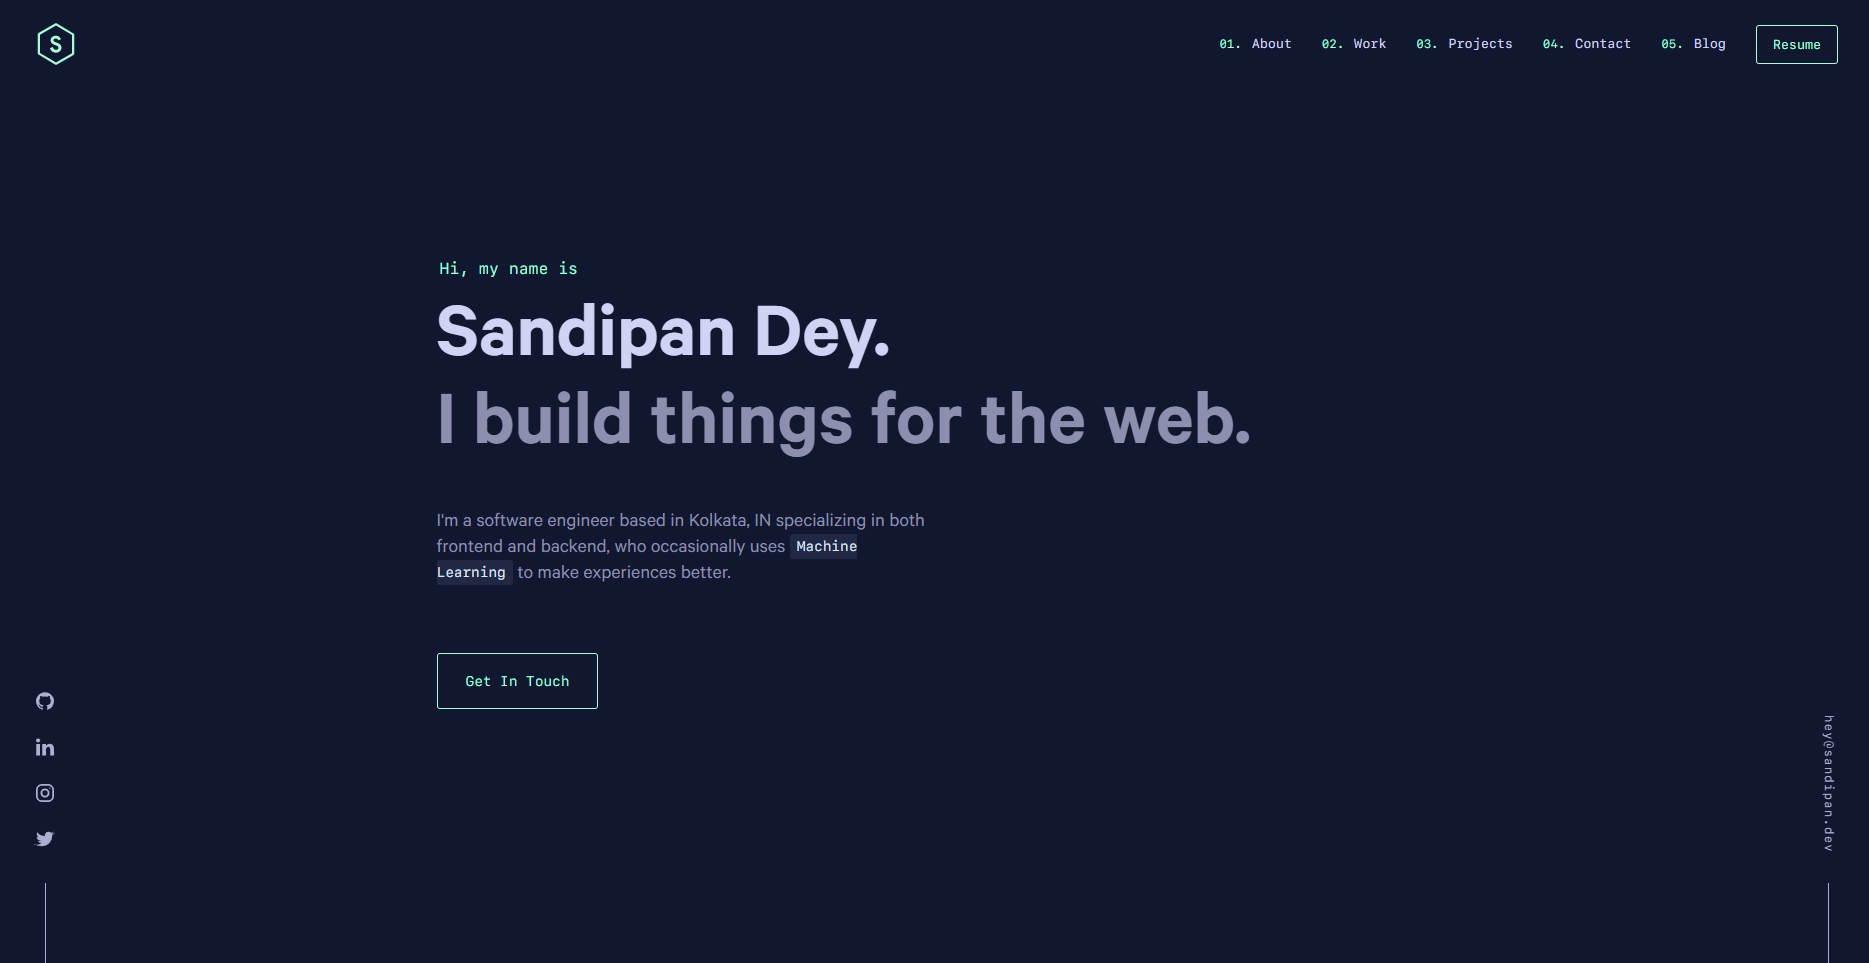 S
01. About 02. Work 03. Projects 04. Contact 05. Blog Resume
Hi, my name is
Sandipan Dey.
I build things for the web.
I'm a software engineer based in Kolkata, IN specializing in both
frontend and backend, who occasionally uses Machine
Learning to make experiences better.
Get In Touch
in
hey@sandipan.dev